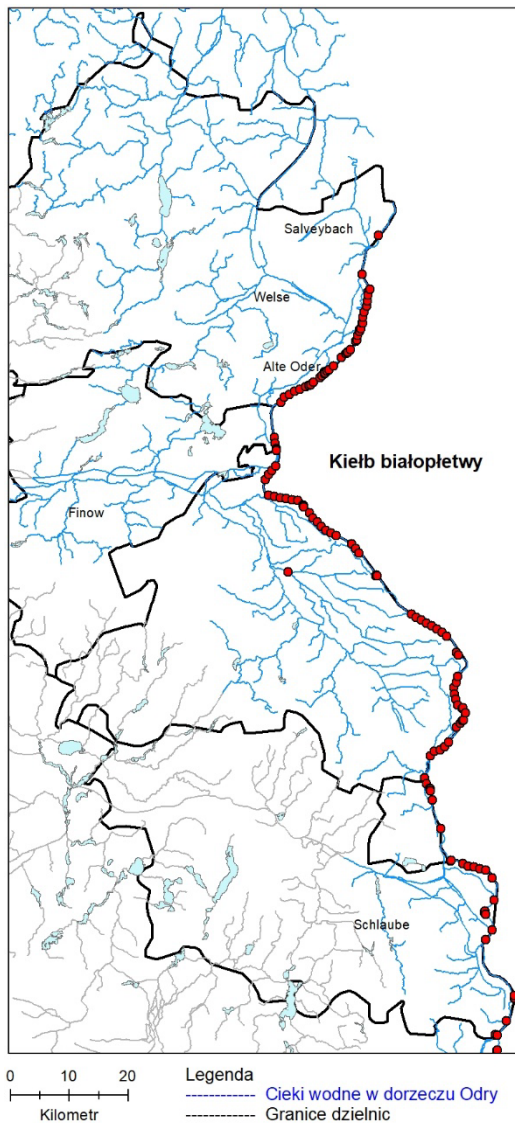 Salveybach
Welse
Alte Oder
Kiełb białopłetwy
Finow
Schlaube
0 10 20
Kilometr
Legenda
Cieki wodne w dorzeczu Odry
Granice dzielnic